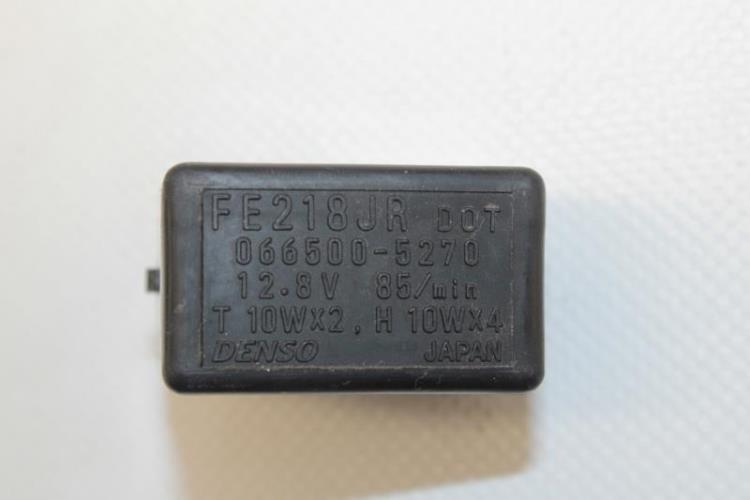 FE218JR DOT
066500-5270
12.8V 85/min
T 10W×2, H 10W×4
DENSO JAPAN